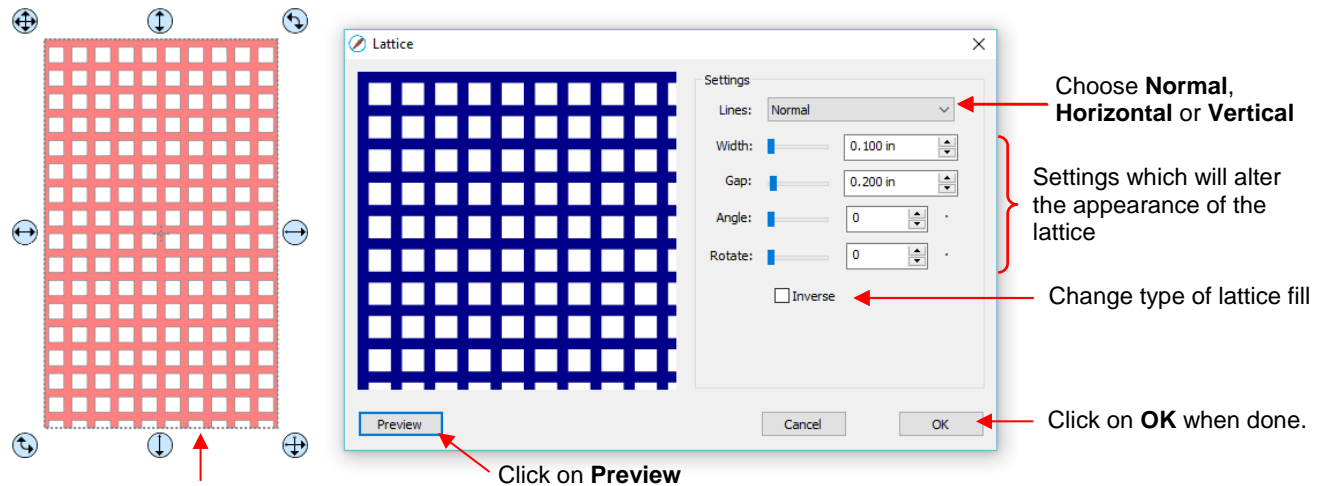 Lattice
Settings
Lines: Normal
Width: 0.100 in
Gap: 0.200 in
Angle: 0 °
Rotate: 0 °
Inverse
Preview
Cancel
OK
Choose Normal,
Horizontal or Vertical
Settings which will alter
the appearance of the
lattice
Change type of lattice fill
Click on OK when done.
Click on Preview